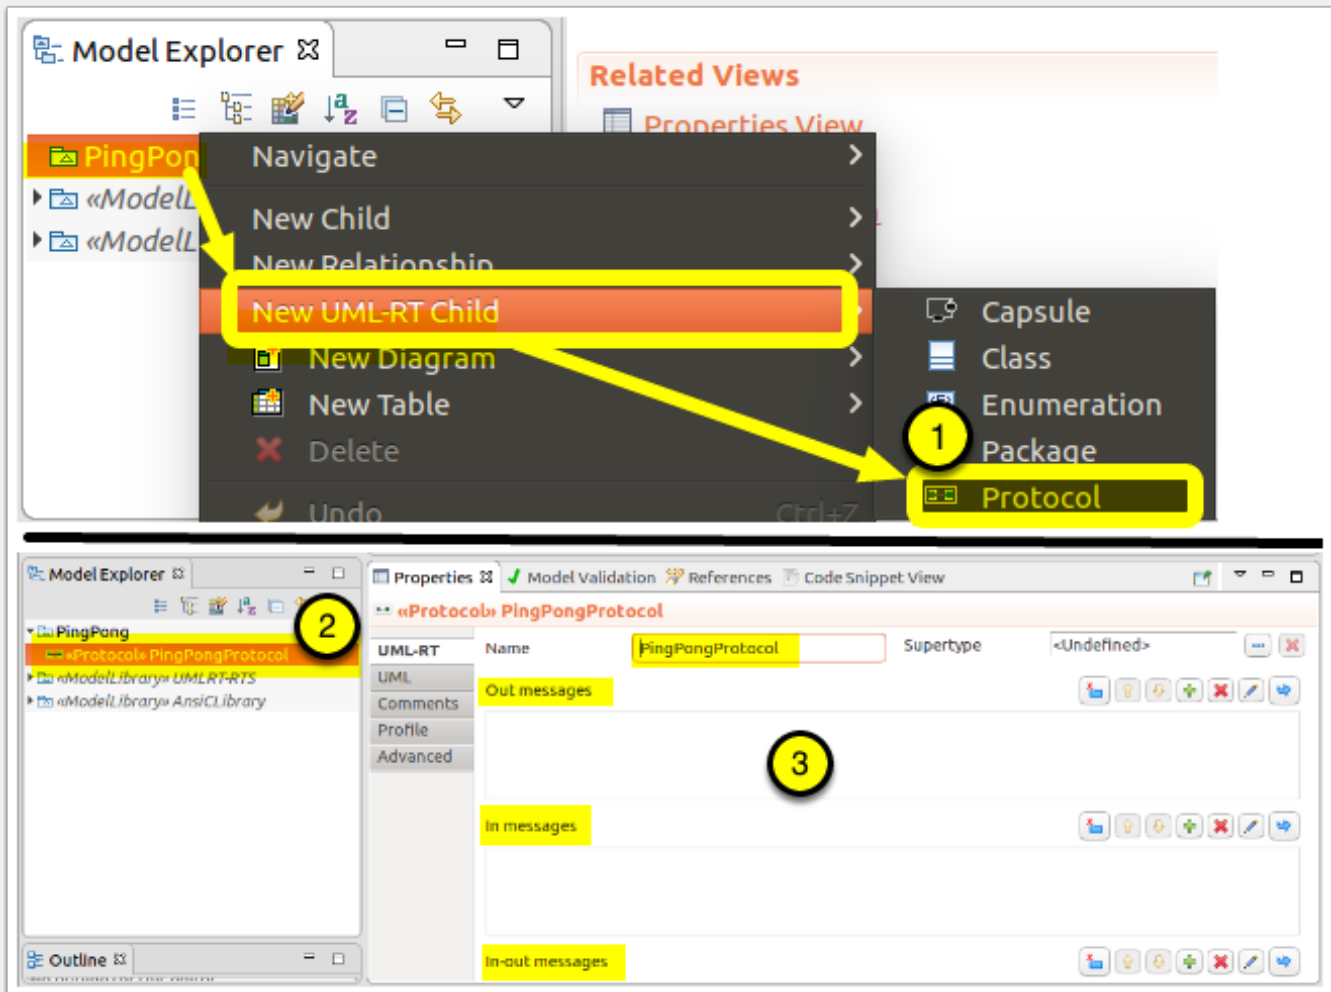 Model Explorer
Related Views
Properties View
PingPon
Navigate
«ModelL
New Child
«ModelL
New Relationship
New UML-RT Child
Capsule
New Diagram
Class
New Table
Enumeration
1
Delete
Package
Protocol
Undo
Ctrl+Z
Model Explorer
Properties
Model Validation
References
Code Snippet View
2
«Protocol» PingPongProtocol
PingPong
«Protocol» PingPongProtocol
«ModelLibrary» UMLRT-RTS
«ModelLibrary» AnsiCLibrary
UML-RT
UML
Comments
Profile
Advanced
Name
PingPongProtocol
Supertype
<Undefined>
Out messages
3
In messages
In-out messages
Outline